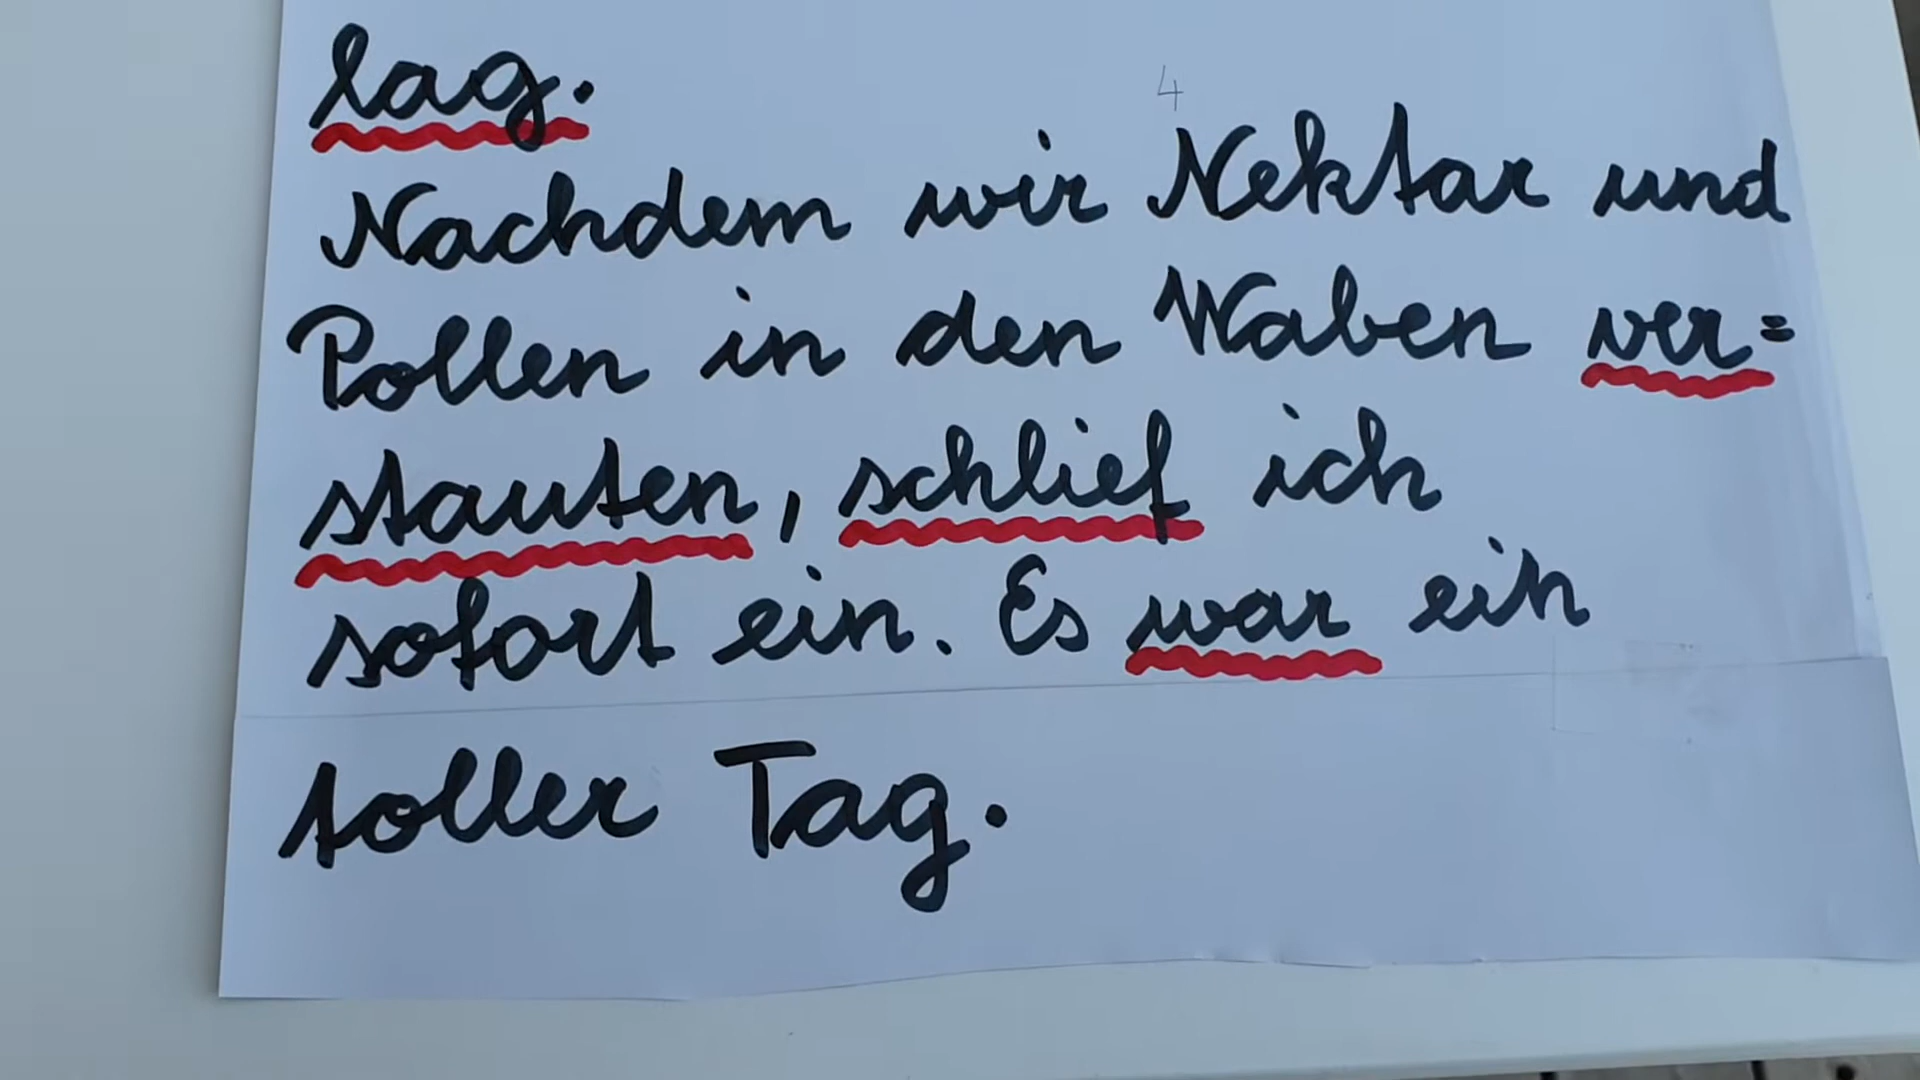 lag.
4
Nachdem wir Nektar und
Pollen in den Waben ver=
stauten, schlief ich
sofort ein. Es war ein
toller Tag.